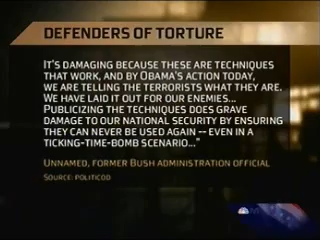 DEFENDERS OF TORTURE
IT'S DAMAGING BECAUSE THESE ARE TECHNIQUES
THAT WORK, AND BY OBAMA'S ACTION TODAY,
WE ARE TELLING THE TERRORISTS WHAT THEY ARE.
WE HAVE LAID IT OUT FOR OUR ENEMIES...
PUBLICIZING THE TECHNIQUES DOES GRAVE
DAMAGE TO OUR NATIONAL SECURITY BY ENSURING
THEY CAN NEVER BE USED AGAIN -- EVEN IN A
TICKING-TIME-BOMB SCENARIO..."
UNNAMED, FORMER BUSH ADMINISTRATION OFFICIAL
SOURCE: POLITICO